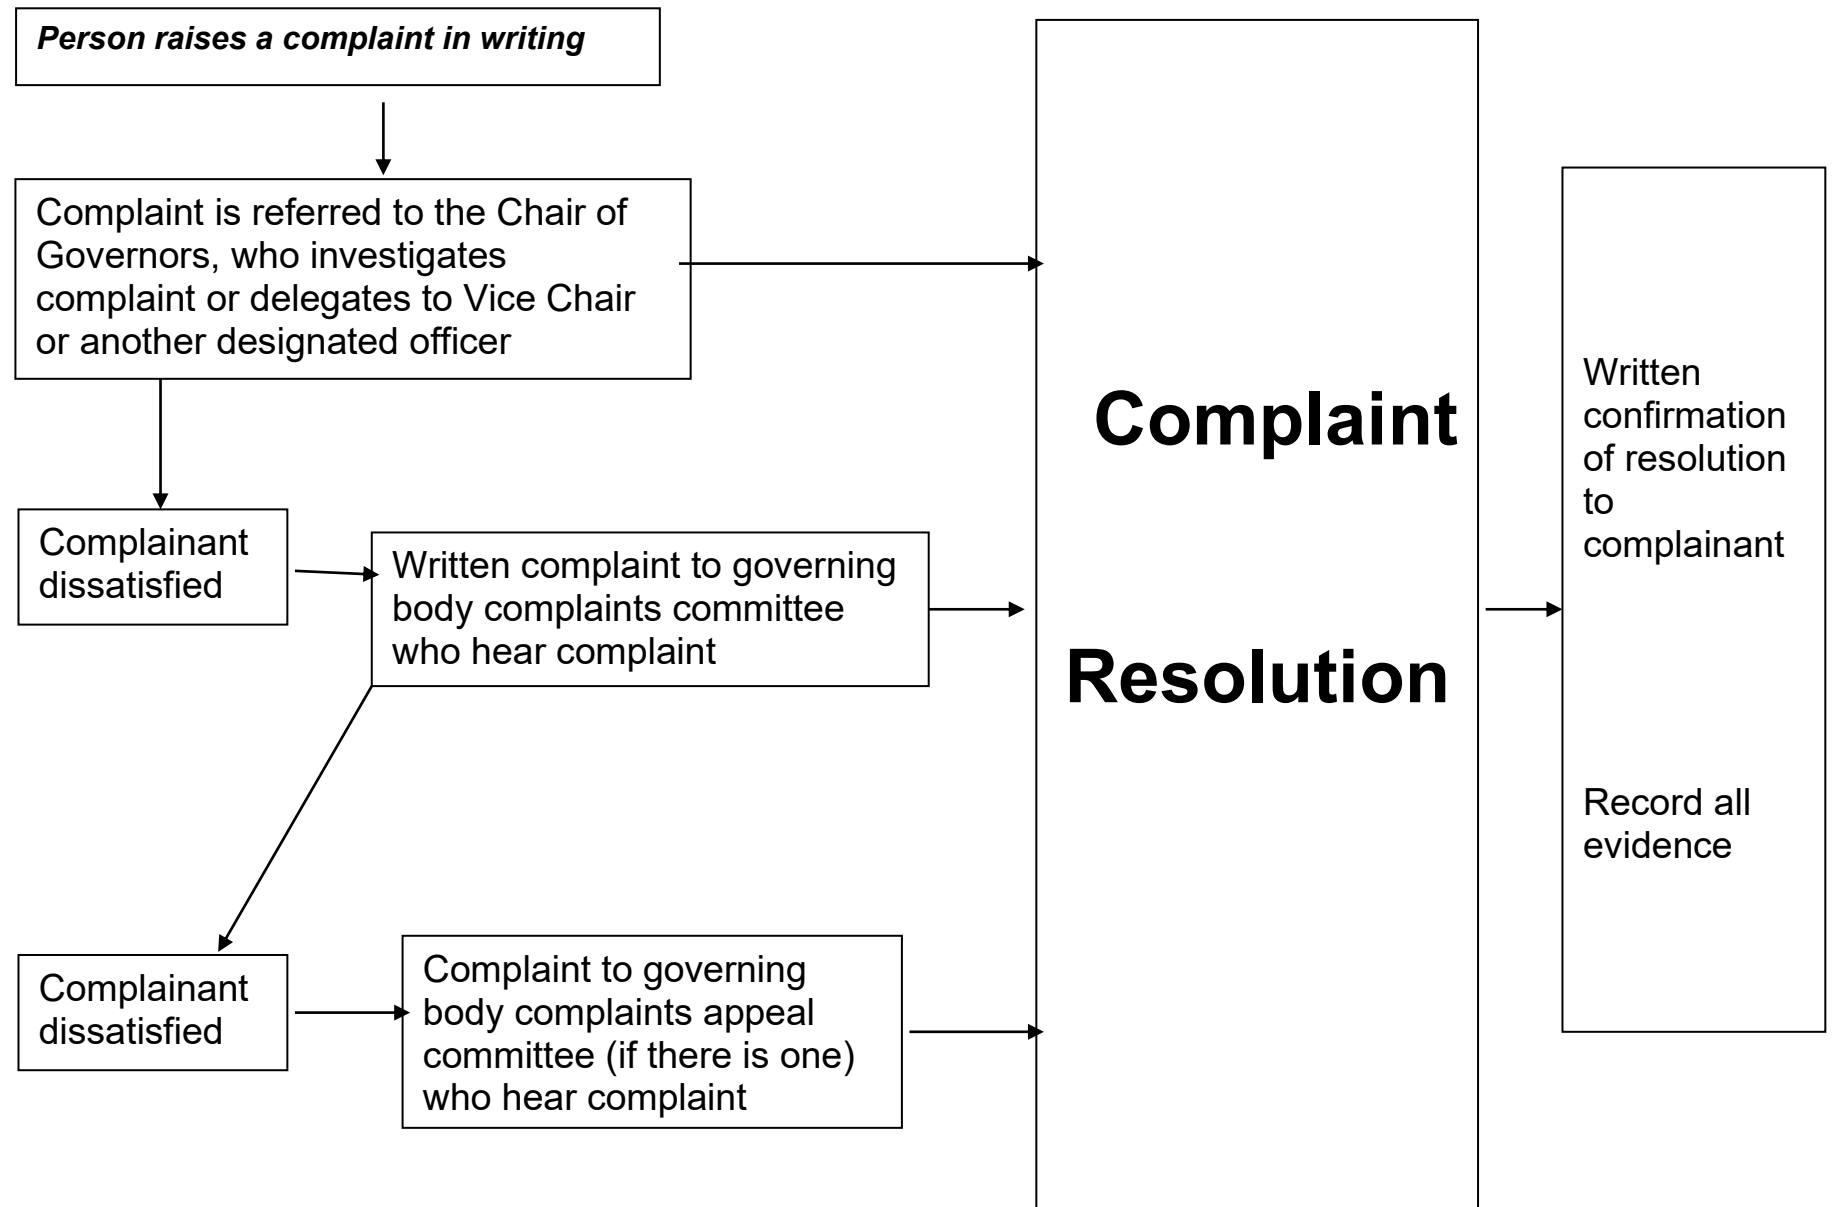 Person raises a complaint in writing
Complaint is referred to the Chair of
Governors, who investigates
complaint or delegates to Vice Chair
or another designated officer
Complainant
dissatisfied
Written complaint to governing
body complaints committee
who hear complaint
Complainant
dissatisfied
Complaint to governing
body complaints appeal
committee (if there is one)
who hear complaint
Complaint
Resolution
Written
confirmation
of resolution
to
complainant
Record all
evidence